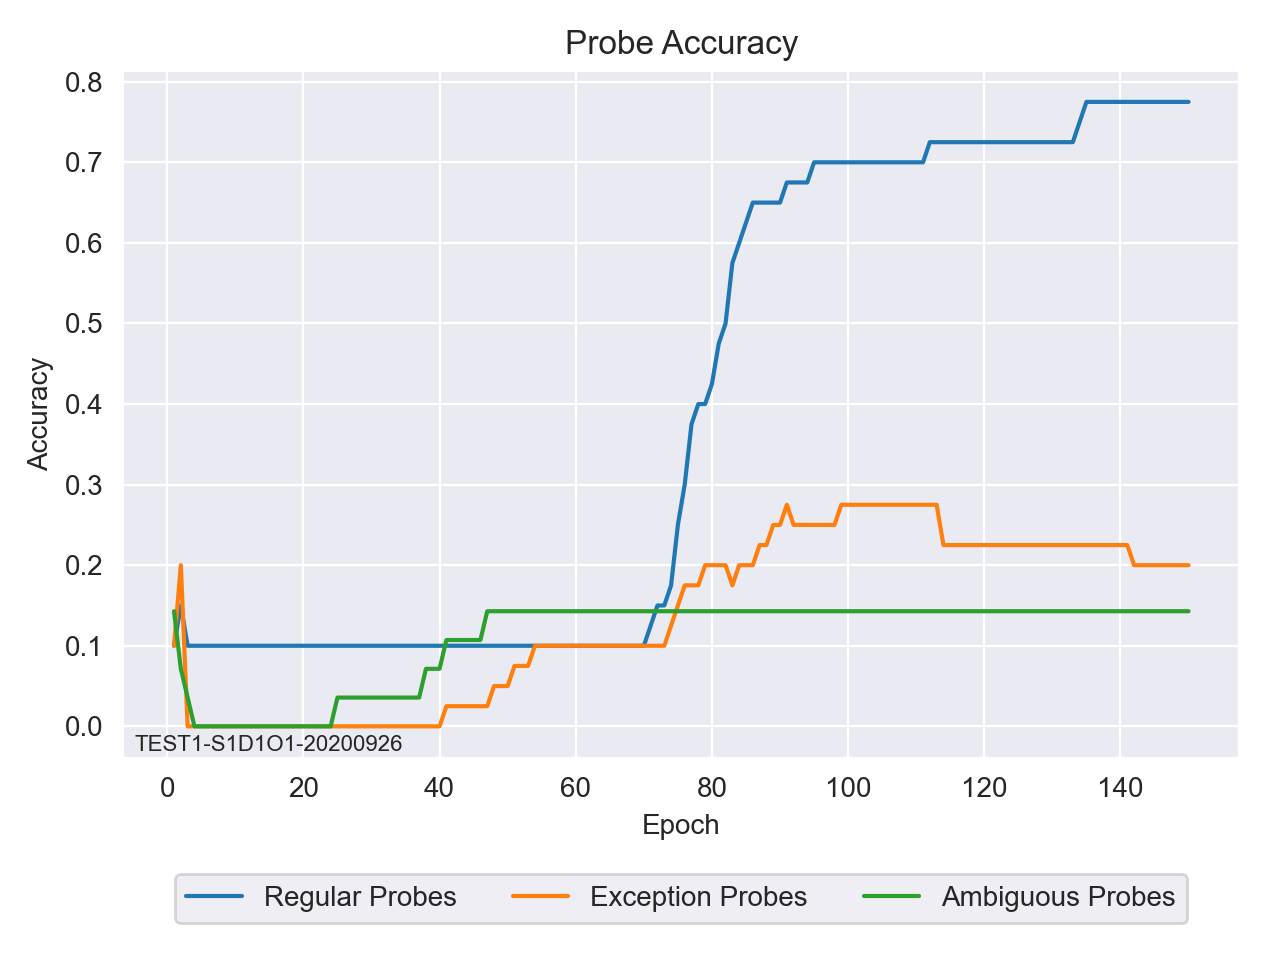 Probe Accuracy
0.8
0.7
0.6
0.5
0.4
0.3
0.2
0.1
0.0
Accuracy
TEST1-S1D1O1-20200926
0 20 40 60 80 100 120 140
Epoch
Regular Probes Exception Probes Ambiguous Probes